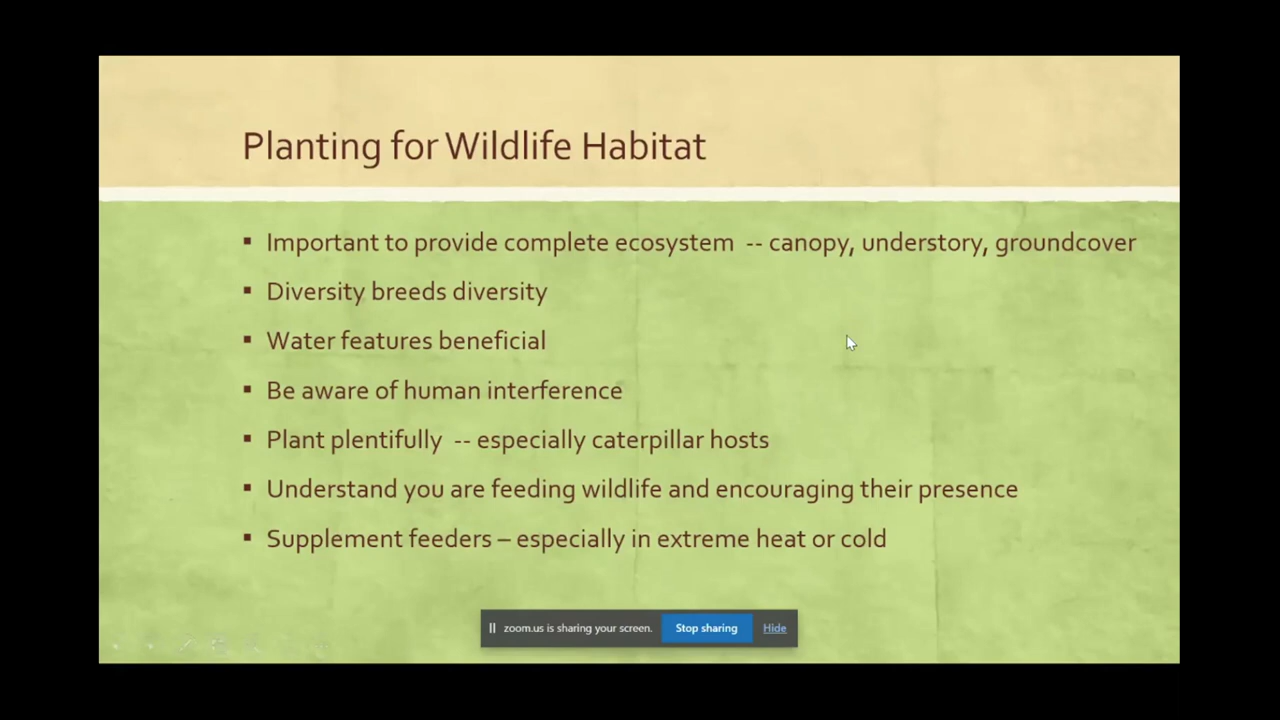 Planting for Wildlife Habitat
▪ Important to provide complete ecosystem -- canopy, understory, groundcover
▪ Diversity breeds diversity
▪ Water features beneficial
▪ Be aware of human interference
▪ Plant plentifully -- especially caterpillar hosts
▪ Understand you are feeding wildlife and encouraging their presence
▪ Supplement feeders – especially in extreme heat or cold
zoom.us is sharing your screen. Stop sharing Hide